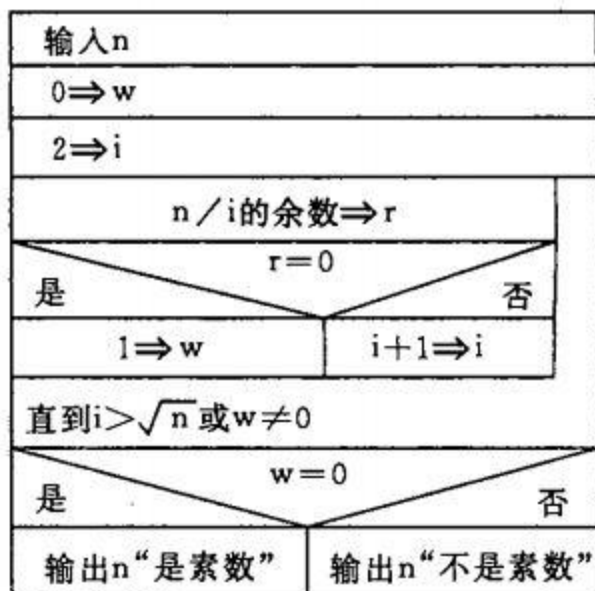 输入n
0⇒w
2⇒i
n/i的余数⇒r
r=0
是 否
1⇒w i+1⇒i
直到i>√n或w≠0
w=0
是 否
输出n“是素数” 输出n“不是素数”